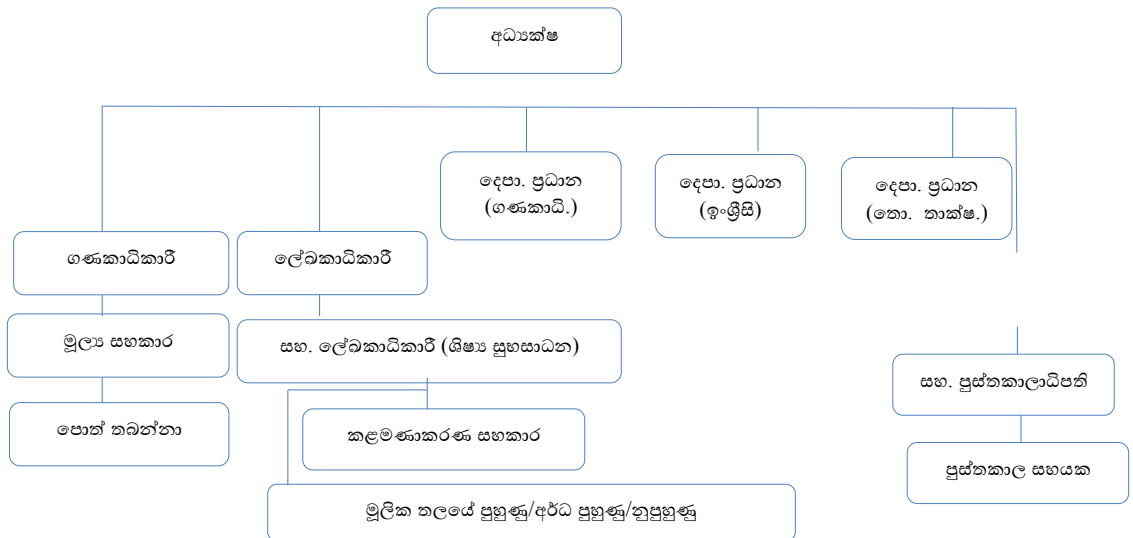 අධ්‍යක්ෂ
දෙපා. ප්‍රධාන
(ගණකාධි.)
දෙපා. ප්‍රධාන
(ඉංග්‍රීසි)
දෙපා. ප්‍රධාන
(තො. තාක්ෂ.)
ගණකාධිකාරී
ලේඛකාධිකාරී
මූල්‍ය සහකාර
සහ. ලේඛකාධිකාරී (ශිෂ්‍ය සුභසාධන)
සහ. පුස්තකාලාධිපති
පොත් තබන්නා
කළමණාකරණ සහකාර
පුස්තකාල සහයක
මූලික තලයේ පුහුණු/අර්ධ පුහුණු/නුපුහුණු